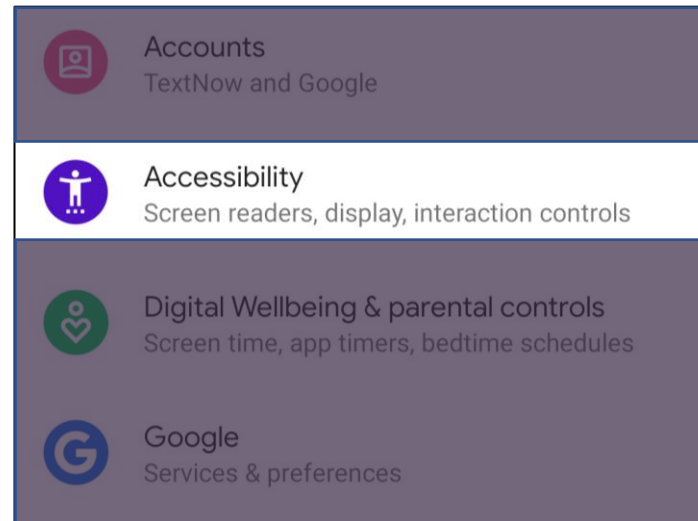 Accounts
TextNow and Google
Accessibility
Screen readers, display, interaction controls
Digital Wellbeing & parental controls
Screen time, app timers, bedtime schedules
Google
Services & preferences